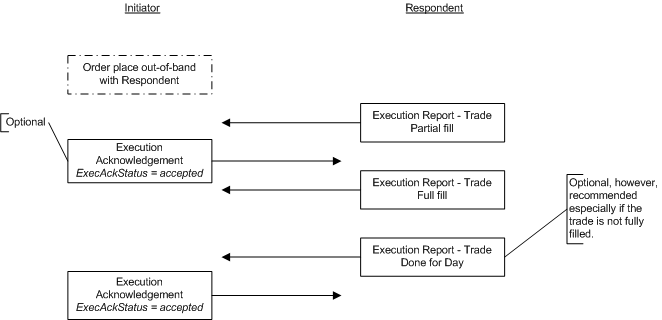 Initiator
Respondent
Order place out-of-band
with Respondent
Optional
Execution Report - Trade
Partial fill
Execution
Acknowledgement
ExecAckStatus = accepted
Execution Report - Trade
Full fill
Optional, however,
recommended
especially if the
trade is not fully
filled.
Execution Report - Trade
Done for Day
Execution
Acknowledgement
ExecAckStatus = accepted